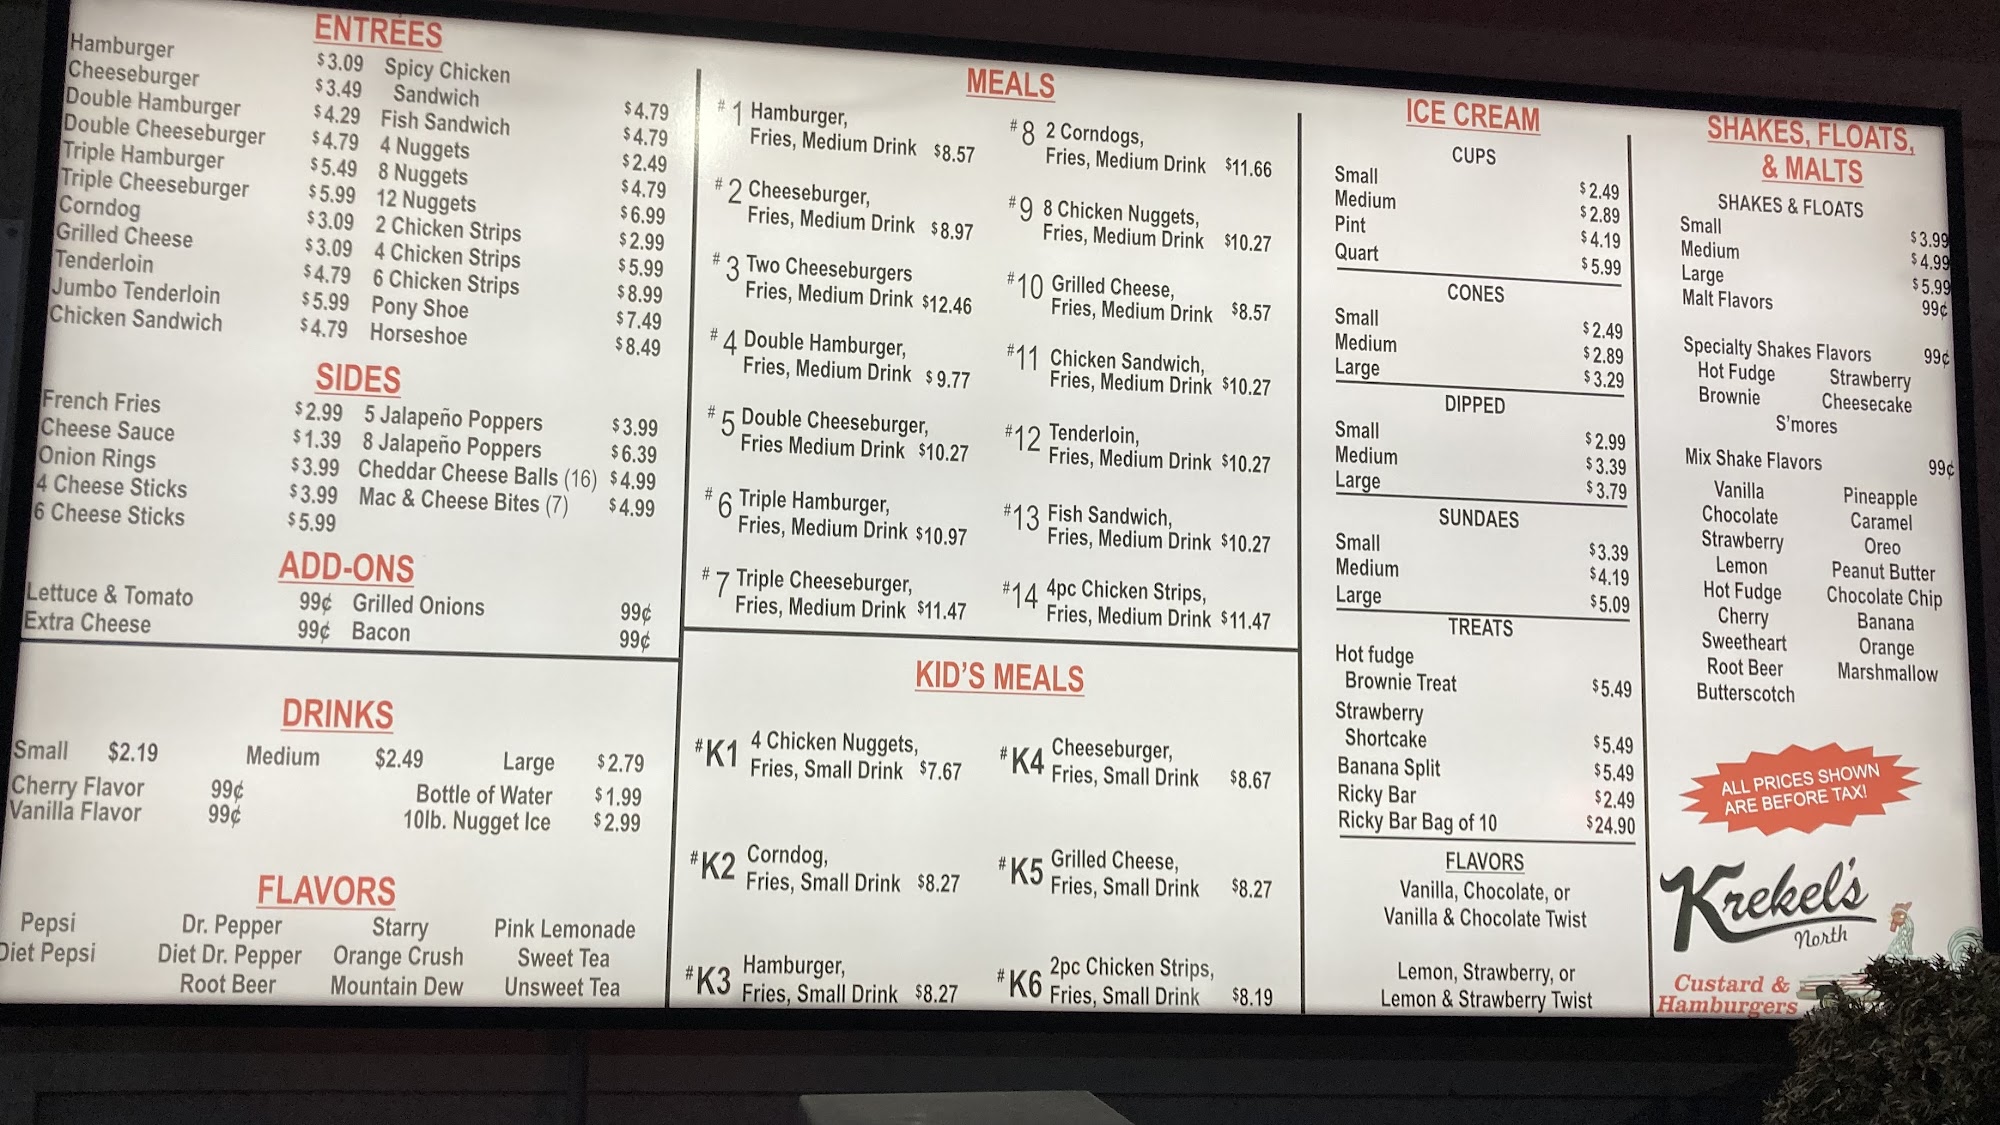 ENTRÉES
Hamburger $3.09
Cheeseburger $3.49
Double Hamburger $4.29
Double Cheeseburger $4.79
Triple Hamburger $5.49
Triple Cheeseburger $5.99
Corndog $3.09
Grilled Cheese $3.09
Tenderloin $4.79
Jumbo Tenderloin $5.99
Chicken Sandwich $4.79
Spicy Chicken
Sandwich $4.79
Fish Sandwich $4.79
4 Nuggets $2.49
8 Nuggets $4.79
12 Nuggets $6.99
2 Chicken Strips $2.99
4 Chicken Strips $5.99
6 Chicken Strips $8.99
Pony Shoe $7.49
Horseshoe $8.49
SIDES
French Fries $2.99
Cheese Sauce $1.39
Onion Rings $3.99
4 Cheese Sticks $3.99
6 Cheese Sticks $5.99
5 Jalapeño Poppers $3.99
8 Jalapeño Poppers $6.39
Cheddar Cheese Balls (16) $4.99
Mac & Cheese Bites (7) $4.99
ADD-ONS
Lettuce & Tomato 99¢
Extra Cheese 99¢
Grilled Onions 99¢
Bacon 99¢
DRINKS
Small $2.19 Medium $2.49 Large $2.79
Cherry Flavor 99¢ Bottle of Water $1.99
Vanilla Flavor 99¢ 10lb. Nugget Ice $2.99
FLAVORS
Pepsi Dr. Pepper Starry Pink Lemonade
Diet Pepsi Diet Dr. Pepper Orange Crush Sweet Tea
Root Beer Mountain Dew Unsweet Tea
MEALS
#1 Hamburger,
Fries, Medium Drink $8.57
#2 Cheeseburger,
Fries, Medium Drink $8.97
#3 Two Cheeseburgers
Fries, Medium Drink $12.46
#4 Double Hamburger,
Fries, Medium Drink $9.77
#5 Double Cheeseburger,
Fries Medium Drink $10.27
#6 Triple Hamburger,
Fries, Medium Drink $10.97
#7 Triple Cheeseburger,
Fries, Medium Drink $11.47
#8 2 Corndogs,
Fries, Medium Drink $11.66
#9 8 Chicken Nuggets,
Fries, Medium Drink $10.27
#10 Grilled Cheese,
Fries, Medium Drink $8.57
#11 Chicken Sandwich,
Fries, Medium Drink $10.27
#12 Tenderloin,
Fries, Medium Drink $10.27
#13 Fish Sandwich,
Fries, Medium Drink $10.27
#14 4pc Chicken Strips,
Fries, Medium Drink $11.47
KID'S MEALS
#K1 4 Chicken Nuggets,
Fries, Small Drink $7.67
#K2 Corndog,
Fries, Small Drink $8.27
#K3 Hamburger,
Fries, Small Drink $8.27
#K4 Cheeseburger,
Fries, Small Drink $8.67
#K5 Grilled Cheese,
Fries, Small Drink $8.27
#K6 2pc Chicken Strips,
Fries, Small Drink $8.19
ICE CREAM
CUPS
Small $2.49
Medium $2.89
Pint $4.19
Quart $5.99
CONES
Small $2.49
Medium $2.89
Large $3.29
DIPPED
Small $2.99
Medium $3.39
Large $3.79
SUNDAES
Small $3.39
Medium $4.19
Large $5.09
TREATS
Hot fudge
Brownie Treat $5.49
Strawberry
Shortcake $5.49
Banana Split $5.49
Ricky Bar $2.49
Ricky Bar Bag of 10 $24.90
FLAVORS
Vanilla, Chocolate, or
Vanilla & Chocolate Twist
Lemon, Strawberry, or
Lemon & Strawberry Twist
SHAKES, FLOATS,
& MALTS
SHAKES & FLOATS
Small $3.99
Medium $4.99
Large $5.99
Malt Flavors 99¢
Specialty Shakes Flavors 99¢
Hot Fudge Strawberry
Brownie Cheesecake
S'mores
Mix Shake Flavors 99¢
Vanilla Pineapple
Chocolate Caramel
Strawberry Oreo
Lemon Peanut Butter
Hot Fudge Chocolate Chip
Cherry Banana
Sweetheart Orange
Root Beer Marshmallow
Butterscotch
ALL PRICES SHOWN
ARE BEFORE TAX!
Krekel's
North
Custard &
Hamburgers